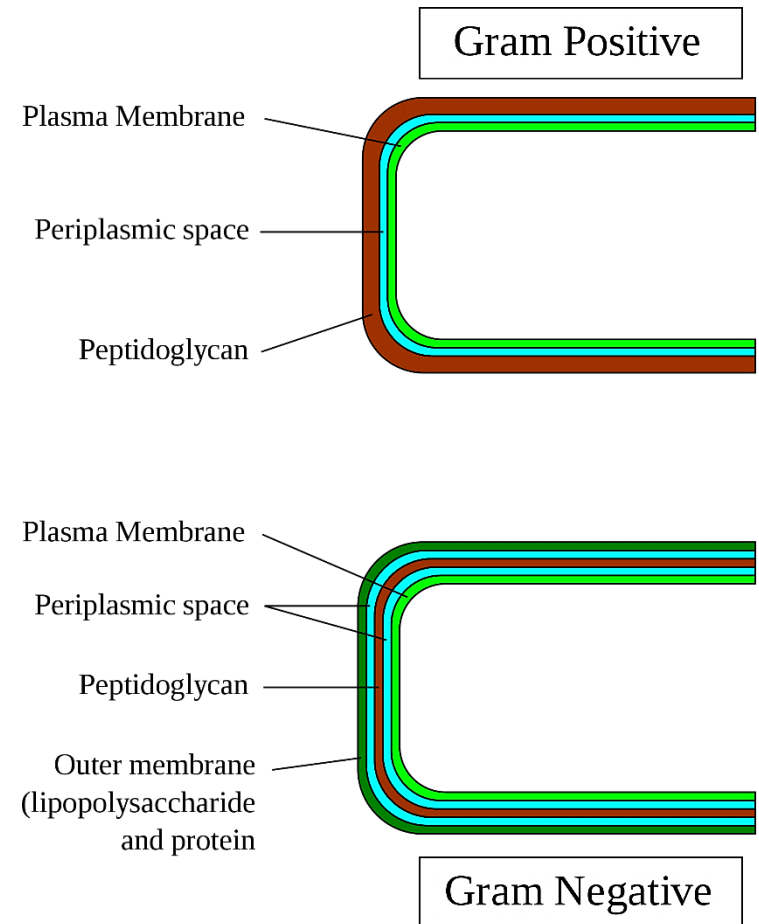 Gram Positive
Plasma Membrane
Periplasmic space
Peptidoglycan
Plasma Membrane
Periplasmic space
Peptidoglycan
Outer membrane
(lipopolysaccharide
and protein
Gram Negative